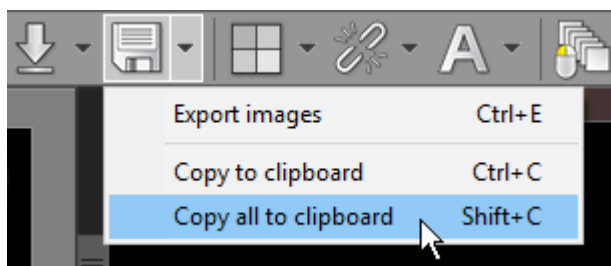 A
Export images Ctrl+E
Copy to clipboard Ctrl+C
Copy all to clipboard Shift+C